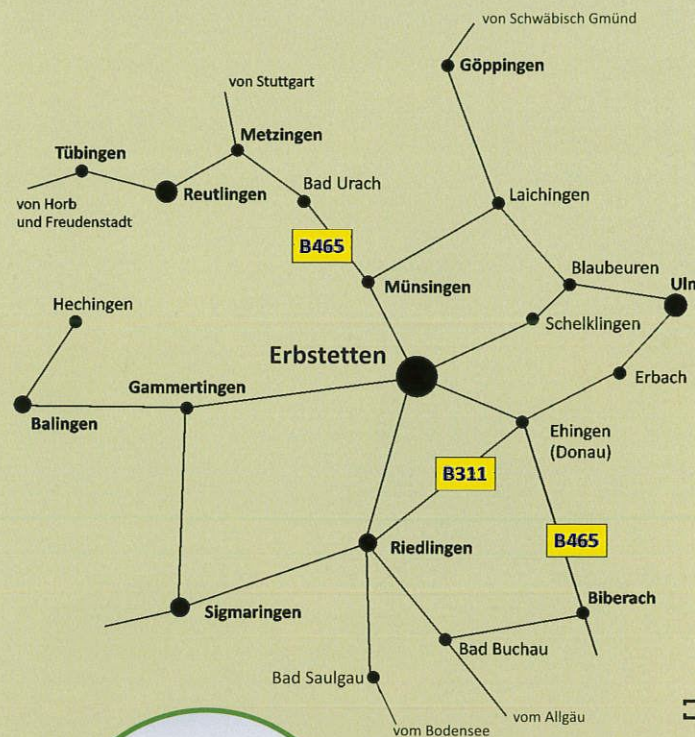 von Schwäbisch Gmünd
Göppingen
von Stuttgart
Metzingen
Tübingen
Bad Urach
Reutlingen
Laichingen
von Horb
und Freudenstadt
B465
Blaubeuren
Münsingen
Ulm
Hechingen
Schelklingen
Erbstetten
Gammertingen
Erbach
Balingen
Ehingen
(Donau)
B311
B465
Riedlingen
Biberach
Sigmaringen
Bad Buchau
Bad Saulgau
vom Allgäu
vom Bodensee